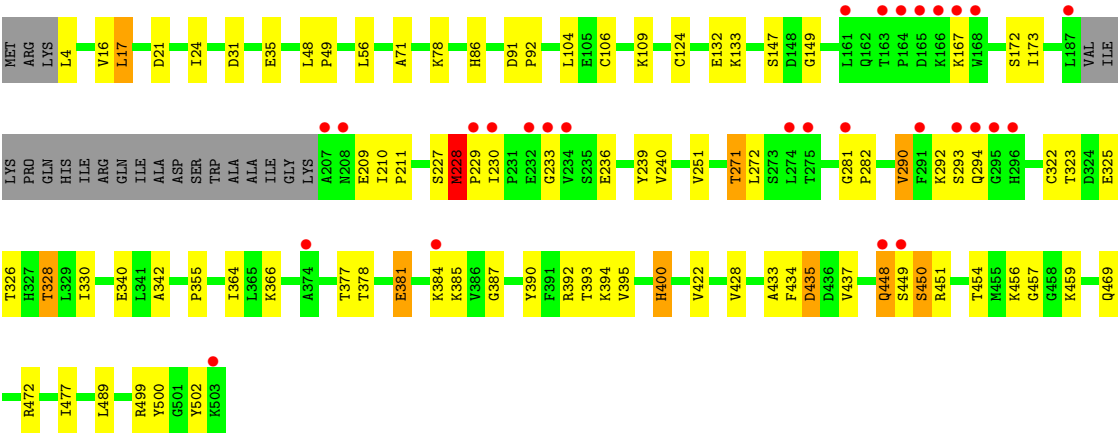 MET ARG LYS L4 V16 L17 D21 I24 D31 E35 L48 P49 L56 A71 K78 H86 D91 P92 L104 E105 C106 K109 C124 E132 K133 S147 D148 G149 L161 Q162 T163 P164 D165 K166 K167 W168 S172 I173 L187 VAL ILE
LYS PRO GLN HIS ILE ARG GLN ILE ALA ASP SER TRP ALA ALA ILE GLY LYS A207 N208 E209 I210 P211 S227 M228 P229 I230 P231 E232 G233 V234 S235 E236 Y239 V240 V251 T271 L272 S273 L274 T275 G281 P282 V290 F291 K292 S293 Q294 G295 H296 C322 T323 D324 E325
T326 H327 T328 L329 I330 E340 L341 A342 P355 I364 L365 K366 A374 T377 T378 E381 K384 K385 V386 G387 Y390 F391 R392 T393 K394 V395 H400 V422 V428 A433 F434 D435 D436 V437 Q448 S449 S450 R451 T454 M455 K456 G457 G458 K459 Q469
R472 I477 L489 R499 Y500 G501 Y502 K503